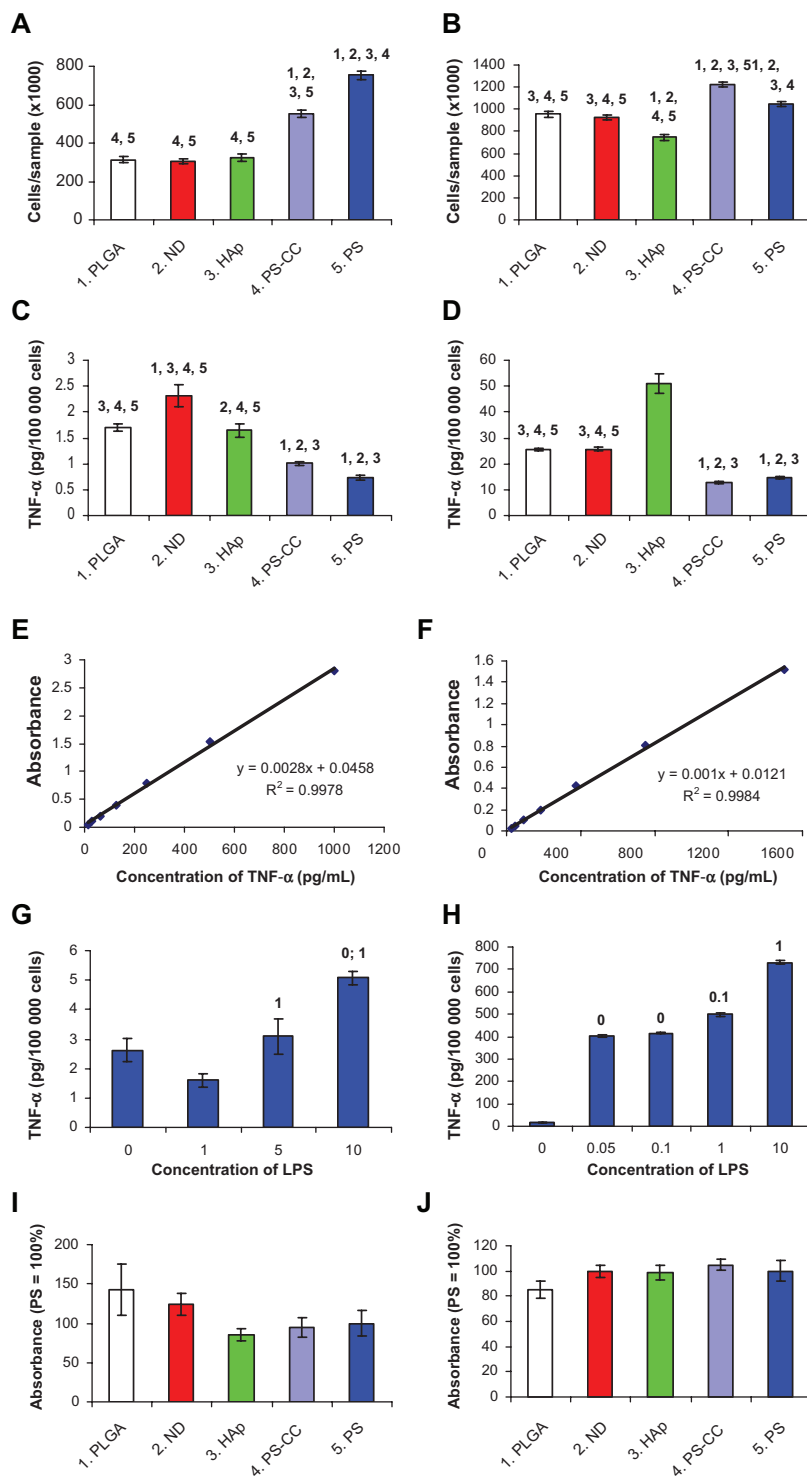 A
Cells/sample (x1000)
800
600
400
200
0
4, 5
4, 5
4, 5
1, 2,
3, 5
1, 2, 3, 4
1. PLGA
2. ND
3. HAp
4. PS-CC
5. PS
B
Cells/sample (x1000)
1400
1200
1000
800
600
400
200
0
3, 4, 5
3, 4, 5
1, 2,
4, 5
1, 2, 3, 51, 2,
3, 4
1. PLGA
2. ND
3. HAp
4. PS-CC
5. PS
C
TNF-α (pg/100 000 cells)
3
2.5
2
1.5
1
0.5
0
3, 4, 5
1, 3, 4, 5
2, 4, 5
1, 2, 3
1, 2, 3
1. PLGA
2. ND
3. HAp
4. PS-CC
5. PS
D
TNF-α (pg/100 000 cells)
60
50
40
30
20
10
0
3, 4, 5
3, 4, 5
1, 2, 3
1, 2, 3
1. PLGA
2. ND
3. HAp
4. PS-CC
5. PS
E
Absorbance
3
2.5
2
1.5
1
0.5
0
y = 0.0028x + 0.0458
R² = 0.9978
0 200 400 600 800 1000 1200
Concentration of TNF-α (pg/mL)
F
Absorbance
1.6
1.4
1.2
1
0.8
0.6
0.4
0.2
0
y = 0.001x + 0.0121
R² = 0.9984
0 400 800 1200 1600
Concentration of TNF-α (pg/mL)
G
TNF-α (pg/100 000 cells)
6
5
4
3
2
1
0
1
0; 1
0 1 5 10
Concentration of LPS
H
TNF-α (pg/100 000 cells)
800
700
600
500
400
300
200
100
0
0
0
0.1
1
0 0.05 0.1 1 10
Concentration of LPS
I
Absorbance (PS = 100%)
200
150
100
50
0
1. PLGA
2. ND
3. HAp
4. PS-CC
5. PS
J
Absorbance (PS = 100%)
120
100
80
60
40
20
0
1. PLGA
2. ND
3. HAp
4. PS-CC
5. PS